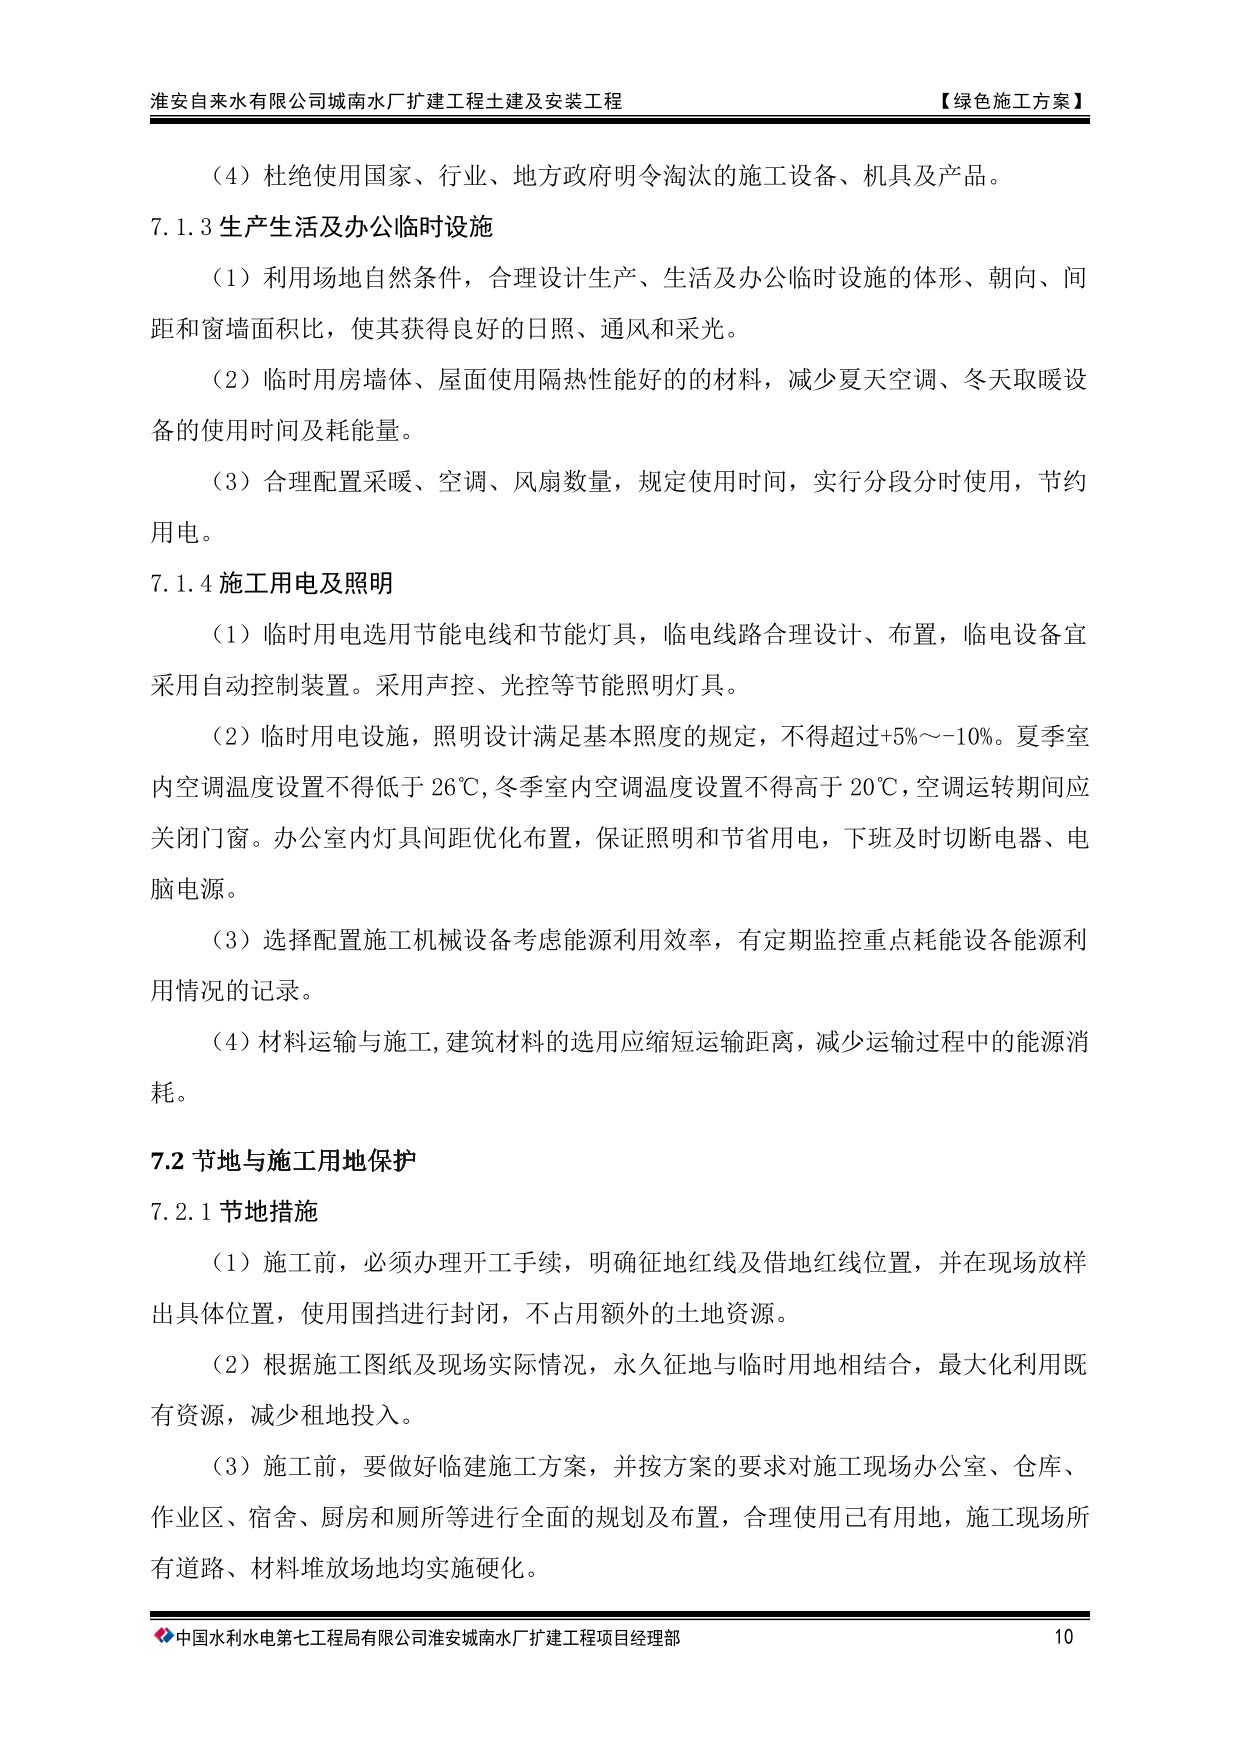 淮安自来水有限公司城南水厂扩建工程土建及安装工程 【绿色施工方案】
（4）杜绝使用国家、行业、地方政府明令淘汰的施工设备、机具及产品。
7.1.3 生产生活及办公临时设施
（1）利用场地自然条件，合理设计生产、生活及办公临时设施的体形、朝向、间
距和窗墙面积比，使其获得良好的日照、通风和采光。
（2）临时用房墙体、屋面使用隔热性能好的的材料，减少夏天空调、冬天取暖设
备的使用时间及耗能量。
（3）合理配置采暖、空调、风扇数量，规定使用时间，实行分段分时使用，节约
用电。
7.1.4 施工用电及照明
（1）临时用电选用节能电线和节能灯具，临电线路合理设计、布置，临电设备宜
采用自动控制装置。采用声控、光控等节能照明灯具。
（2）临时用电设施，照明设计满足基本照度的规定，不得超过+5%～-10%。夏季室
内空调温度设置不得低于 26℃,冬季室内空调温度设置不得高于 20℃，空调运转期间应
关闭门窗。办公室内灯具间距优化布置，保证照明和节省用电，下班及时切断电器、电
脑电源。
（3）选择配置施工机械设备考虑能源利用效率，有定期监控重点耗能设各能源利
用情况的记录。
（4）材料运输与施工,建筑材料的选用应缩短运输距离，减少运输过程中的能源消
耗。
7.2 节地与施工用地保护
7.2.1 节地措施
（1）施工前，必须办理开工手续，明确征地红线及借地红线位置，并在现场放样
出具体位置，使用围挡进行封闭，不占用额外的土地资源。
（2）根据施工图纸及现场实际情况，永久征地与临时用地相结合，最大化利用既
有资源，减少租地投入。
（3）施工前，要做好临建施工方案，并按方案的要求对施工现场办公室、仓库、
作业区、宿舍、厨房和厕所等进行全面的规划及布置，合理使用己有用地，施工现场所
有道路、材料堆放场地均实施硬化。
中国水利水电第七工程局有限公司淮安城南水厂扩建工程项目经理部 10